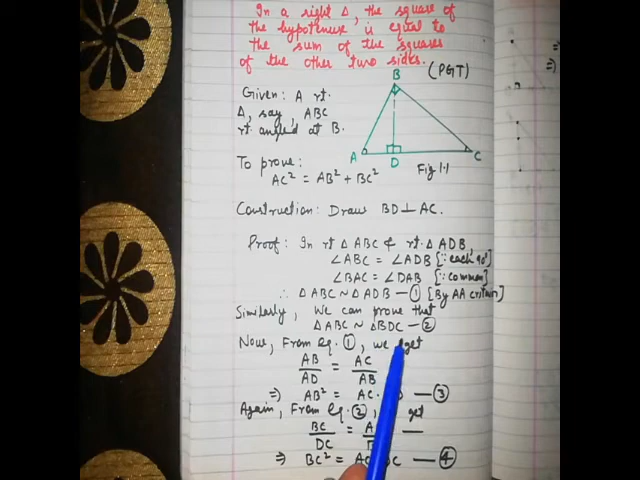 In a right Δ, the square of
the hypotenuse is equal to
the sum of the squares
of the other two sides.
(PGT)
B
Given: A rt.
Δ, say, ABC
rt. angled at B.
A
D
C
Fig 1.1
To prove:
AC² = AB² + BC²
Construction: Draw BD ⊥ AC.
Proof: In rt Δ ABC & rt. Δ ADB,
∠ABC = ∠ADB [∵ each 90°]
∠BAC = ∠DAB [∵ common]
∴ Δ ABC ~ Δ ADB — ① [By AA
Similarly, We can prove that
Δ ABC ~ Δ BDC — ②
Now, From eq. ①, we get
AB/AD = AC/AB
⇒ AB² = AC· — ③
Again, From eq. ②, get
BC/DC =
⇒ BC² = — ④